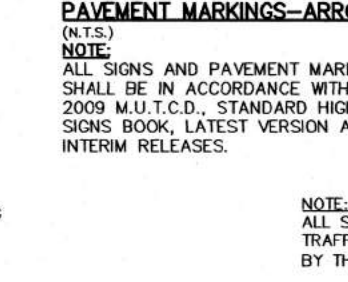 PAVEMENT MARKINGS–ARRO
(N.T.S.)
NOTE:
ALL SIGNS AND PAVEMENT MAR
SHALL BE IN ACCORDANCE WITH
2009 M.U.T.C.D., STANDARD HIG
SIGNS BOOK, LATEST VERSION A
INTERIM RELEASES.
NOTE:
ALL S
TRAFF
BY TH